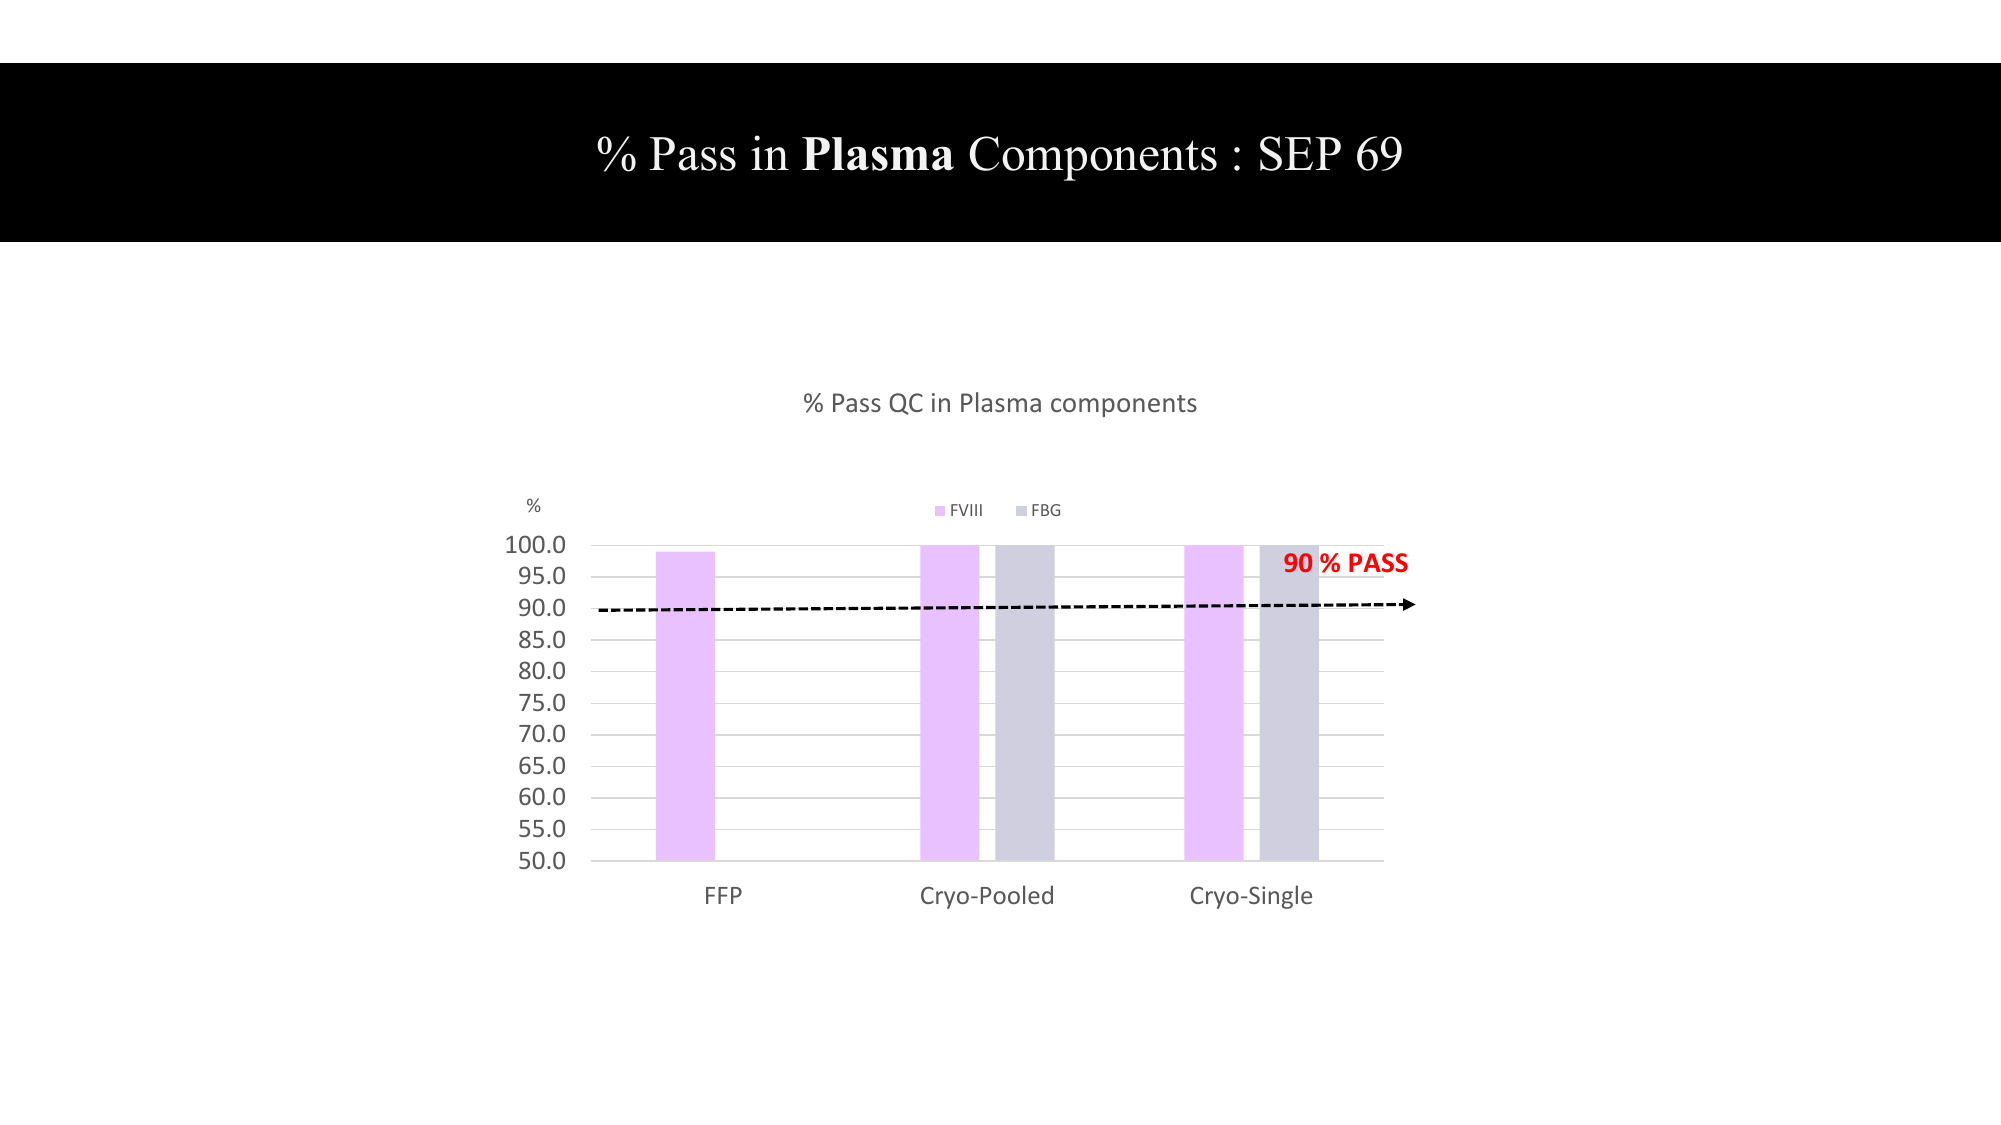 % Pass in Plasma Components : SEP 69
% Pass QC in Plasma components
%
FVIII FBG
100.0
95.0
90.0
85.0
80.0
75.0
70.0
65.0
60.0
55.0
50.0
90 % PASS
FFP Cryo-Pooled Cryo-Single